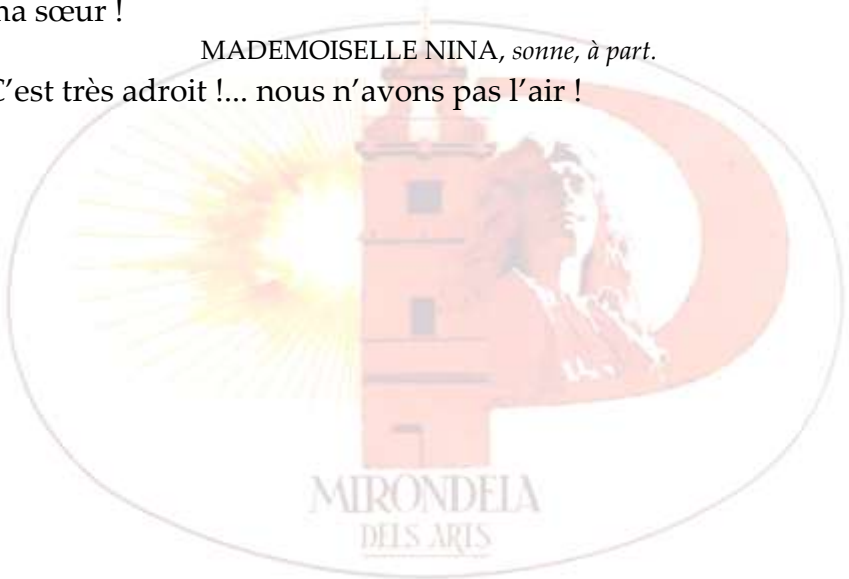 ma sœur !
MADEMOISELLE NINA, sonne, à part.
C’est très adroit !... nous n’avons pas l’air !
MIRONDELA
DELS ARTS